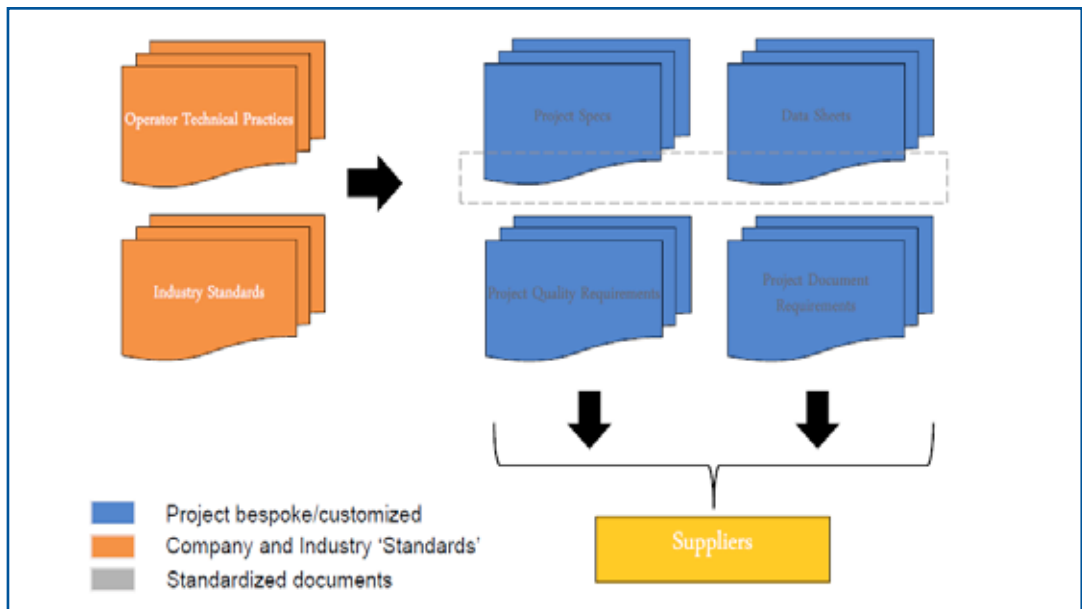 Operator Technical Practices
Project Specs
Data Sheets
Industry Standards
Project Quality Requirements
Project Document
Requirements
Project bespoke/customized
Company and Industry ‘Standards’
Standardized documents
Suppliers